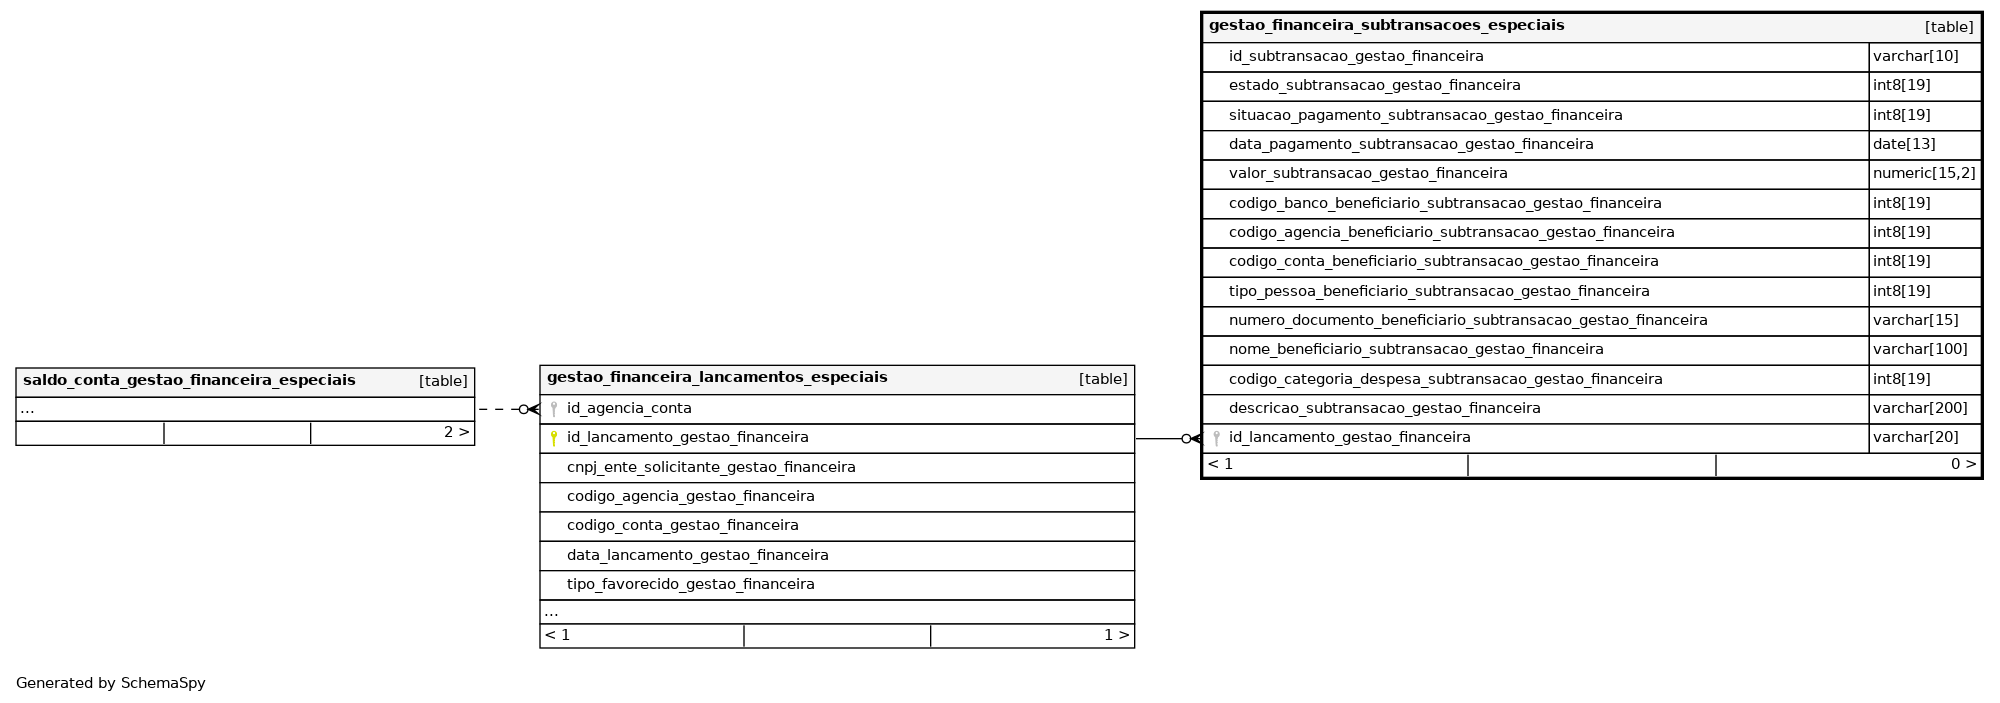 gestao_financeira_subtransacoes_especiais [table]
id_subtransacao_gestao_financeira varchar[10]
estado_subtransacao_gestao_financeira int8[19]
situacao_pagamento_subtransacao_gestao_financeira int8[19]
data_pagamento_subtransacao_gestao_financeira date[13]
valor_subtransacao_gestao_financeira numeric[15,2]
codigo_banco_beneficiario_subtransacao_gestao_financeira int8[19]
codigo_agencia_beneficiario_subtransacao_gestao_financeira int8[19]
codigo_conta_beneficiario_subtransacao_gestao_financeira int8[19]
tipo_pessoa_beneficiario_subtransacao_gestao_financeira int8[19]
numero_documento_beneficiario_subtransacao_gestao_financeira varchar[15]
nome_beneficiario_subtransacao_gestao_financeira varchar[100]
codigo_categoria_despesa_subtransacao_gestao_financeira int8[19]
descricao_subtransacao_gestao_financeira varchar[200]
id_lancamento_gestao_financeira varchar[20]
< 1 0 >
saldo_conta_gestao_financeira_especiais [table]
...
2 >
gestao_financeira_lancamentos_especiais [table]
id_agencia_conta
id_lancamento_gestao_financeira
cnpj_ente_solicitante_gestao_financeira
codigo_agencia_gestao_financeira
codigo_conta_gestao_financeira
data_lancamento_gestao_financeira
tipo_favorecido_gestao_financeira
...
< 1 1 >
Generated by SchemaSpy